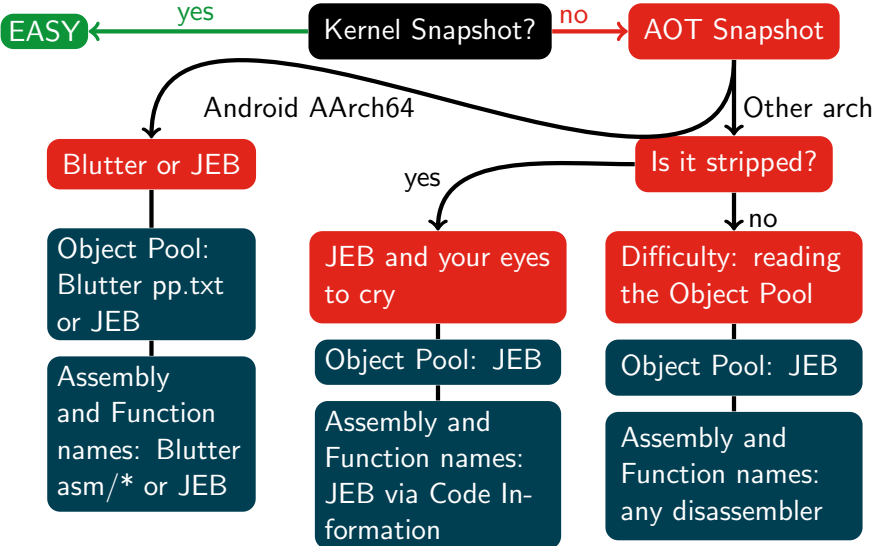 EASY
yes
Kernel Snapshot?
no
AOT Snapshot
Android AArch64
Other arch
Blutter or JEB
Is it stripped?
yes
no
Object Pool:
Blutter pp.txt
or JEB
JEB and your eyes
to cry
Difficulty: reading
the Object Pool
Object Pool: JEB
Object Pool: JEB
Assembly
and Function
names: Blutter
asm/* or JEB
Assembly and
Function names:
JEB via Code In-
formation
Assembly and
Function names:
any disassembler